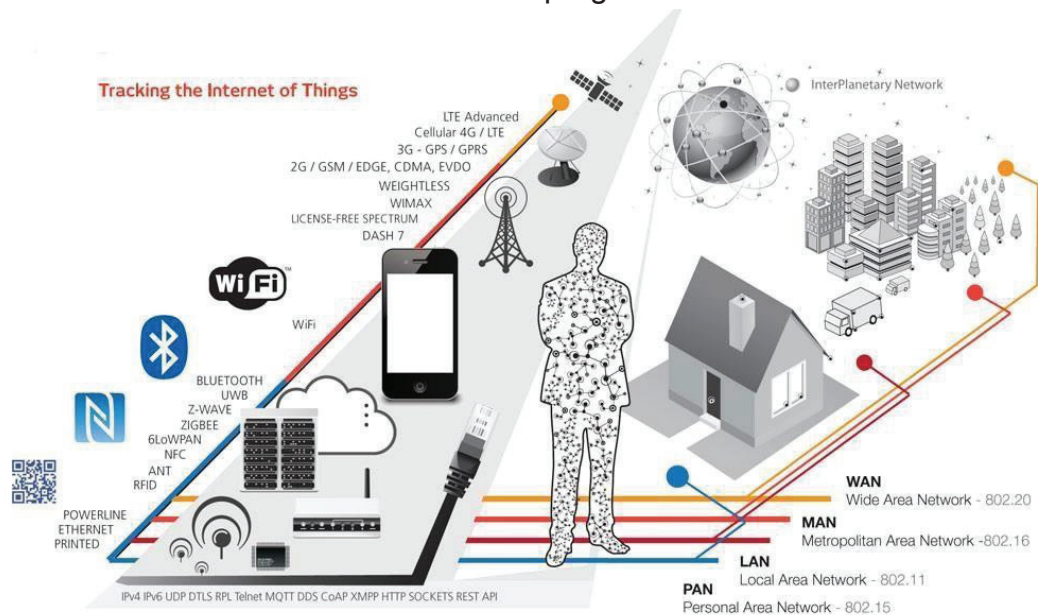 Tracking the Internet of Things
InterPlanetary Network
LTE Advanced
Cellular 4G / LTE
3G - GPS / GPRS
2G / GSM / EDGE, CDMA, EVDO
WEIGHTLESS
WIMAX
LICENSE-FREE SPECTRUM
DASH 7
WiFi™
WiFi
BLUETOOTH
UWB
Z-WAVE
ZIGBEE
6LoWPAN
NFC
ANT
RFID
POWERLINE
ETHERNET
PRINTED
WAN
Wide Area Network - 802.20
MAN
Metropolitan Area Network -802.16
LAN
Local Area Network - 802.11
PAN
Personal Area Network - 802.15
IPv4 IPv6 UDP DTLS RPL Telnet MQTT DDS CoAP XMPP HTTP SOCKETS REST API